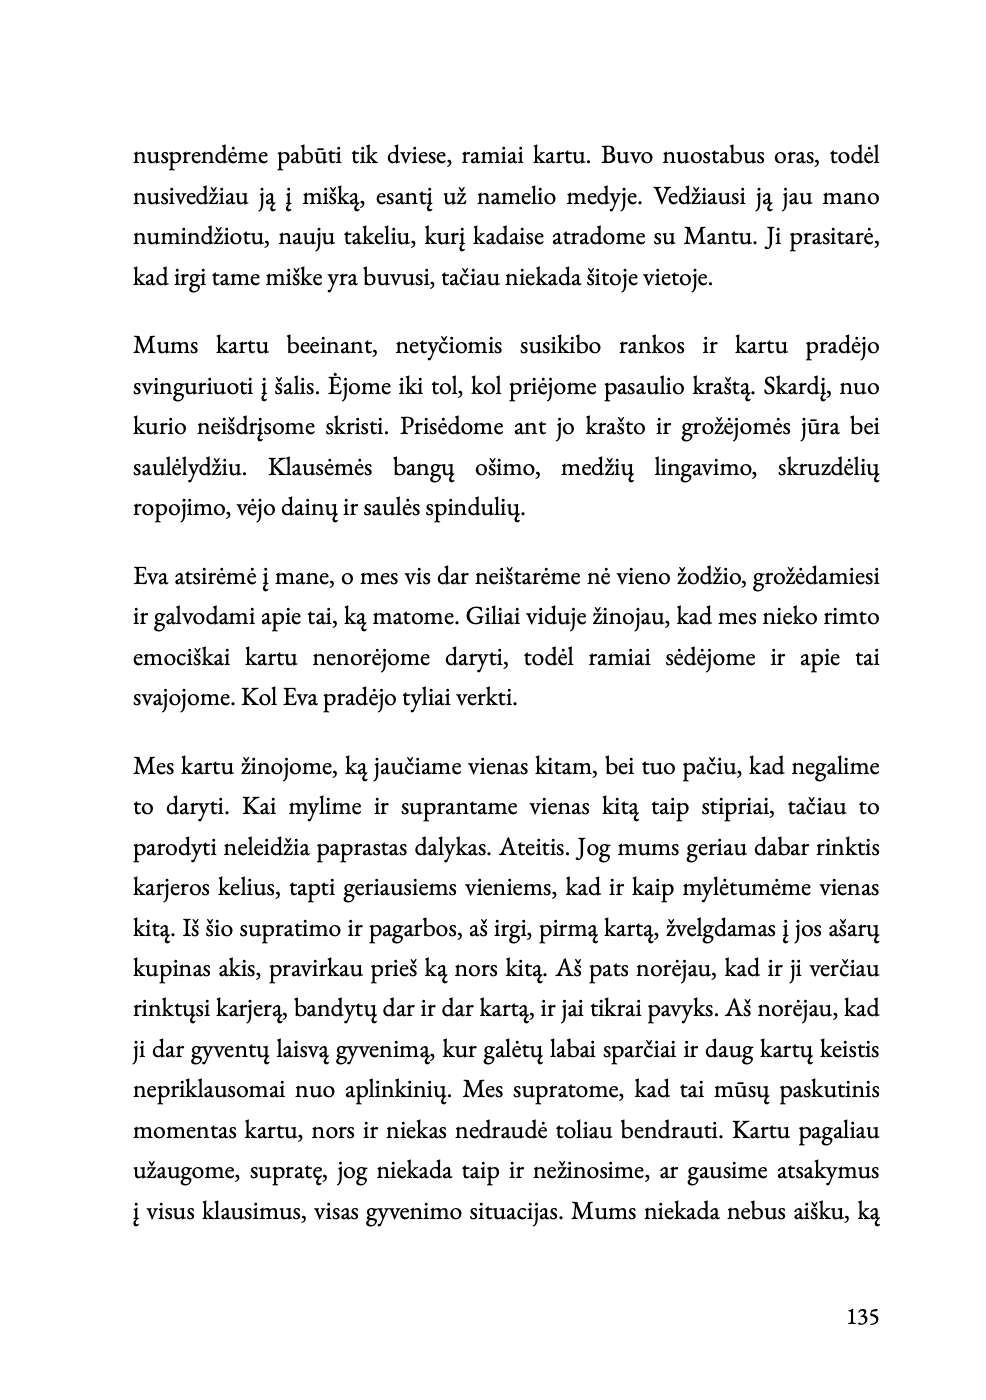 nusprendėme pabūti tik dviese, ramiai kartu. Buvo nuostabus oras, todėl
nusivedžiau ją į mišką, esantį už namelio medyje. Vedžiausi ją jau mano
numindžiotu, nauju takeliu, kurį kadaise atradome su Mantu. Ji prasitarė,
kad irgi tame miške yra buvusi, tačiau niekada šitoje vietoje.
Mums kartu beeinant, netyčiomis susikibo rankos ir kartu pradėjo
svinguriuoti į šalis. Ėjome iki tol, kol priėjome pasaulio kraštą. Skardį, nuo
kurio neišdrįsome skristi. Prisėdome ant jo krašto ir grožėjomės jūra bei
saulėlydžiu. Klausėmės bangų ošimo, medžių lingavimo, skruzdėlių
ropojimo, vėjo dainų ir saulės spindulių.
Eva atsirėmė į mane, o mes vis dar neištarėme nė vieno žodžio, grožėdamiesi
ir galvodami apie tai, ką matome. Giliai viduje žinojau, kad mes nieko rimto
emociškai kartu nenorėjome daryti, todėl ramiai sėdėjome ir apie tai
svajojome. Kol Eva pradėjo tyliai verkti.
Mes kartu žinojome, ką jaučiame vienas kitam, bei tuo pačiu, kad negalime
to daryti. Kai mylime ir suprantame vienas kitą taip stipriai, tačiau to
parodyti neleidžia paprastas dalykas. Ateitis. Jog mums geriau dabar rinktis
karjeros kelius, tapti geriausiems vieniems, kad ir kaip mylėtumėme vienas
kitą. Iš šio supratimo ir pagarbos, aš irgi, pirmą kartą, žvelgdamas į jos ašarų
kupinas akis, pravirkau prieš ką nors kitą. Aš pats norėjau, kad ir ji verčiau
rinktųsi karjerą, bandytų dar ir dar kartą, ir jai tikrai pavyks. Aš norėjau, kad
ji dar gyventų laisvą gyvenimą, kur galėtų labai sparčiai ir daug kartų keistis
nepriklausomai nuo aplinkinių. Mes supratome, kad tai mūsų paskutinis
momentas kartu, nors ir niekas nedraudė toliau bendrauti. Kartu pagaliau
užaugome, supratę, jog niekada taip ir nežinosime, ar gausime atsakymus
į visus klausimus, visas gyvenimo situacijas. Mums niekada nebus aišku, ką
135